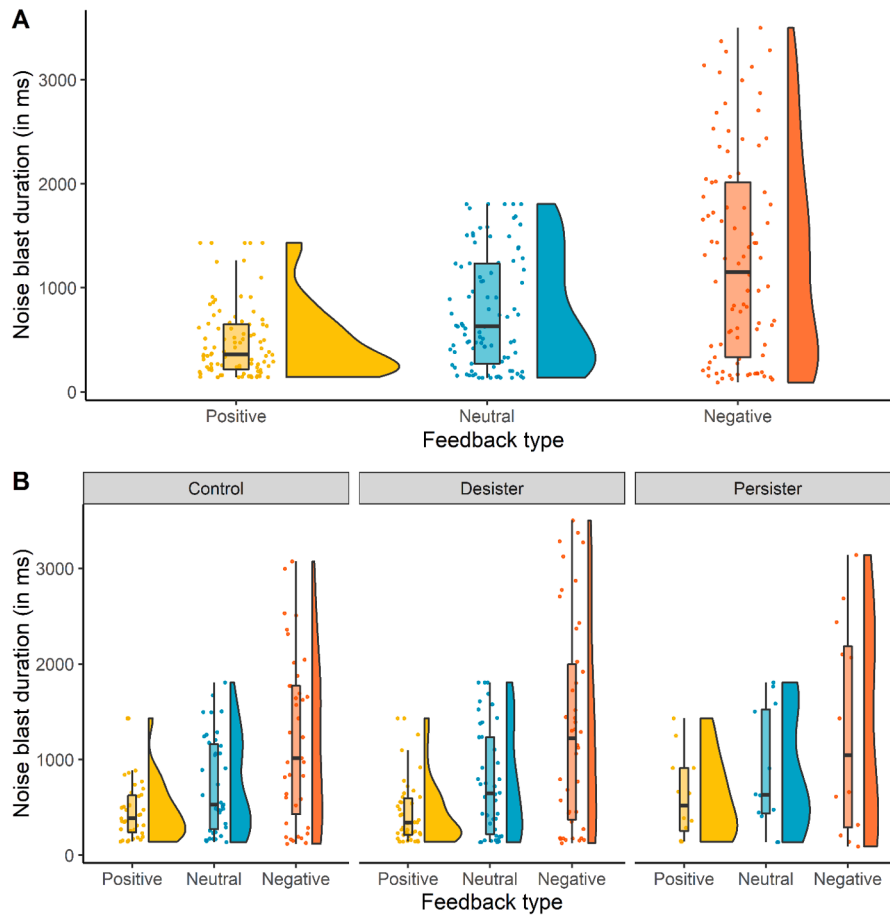 A
Noise blast duration (in ms)
3000
2000
1000
0
Positive Neutral Negative
Feedback type
B
Control Desister Persister
Noise blast duration (in ms)
3000
2000
1000
0
Positive Neutral Negative Positive Neutral Negative Positive Neutral Negative
Feedback type